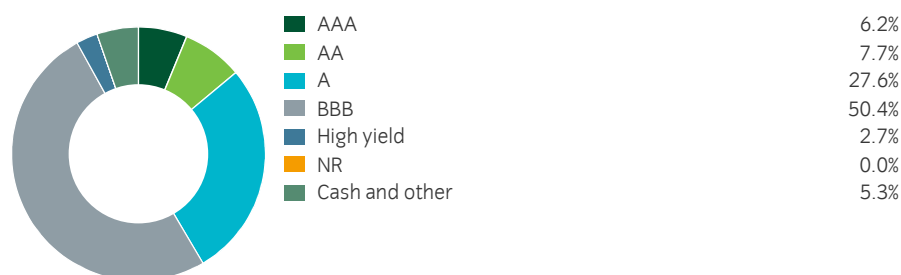 AAA 6.2%
AA 7.7%
A 27.6%
BBB 50.4%
High yield 2.7%
NR 0.0%
Cash and other 5.3%